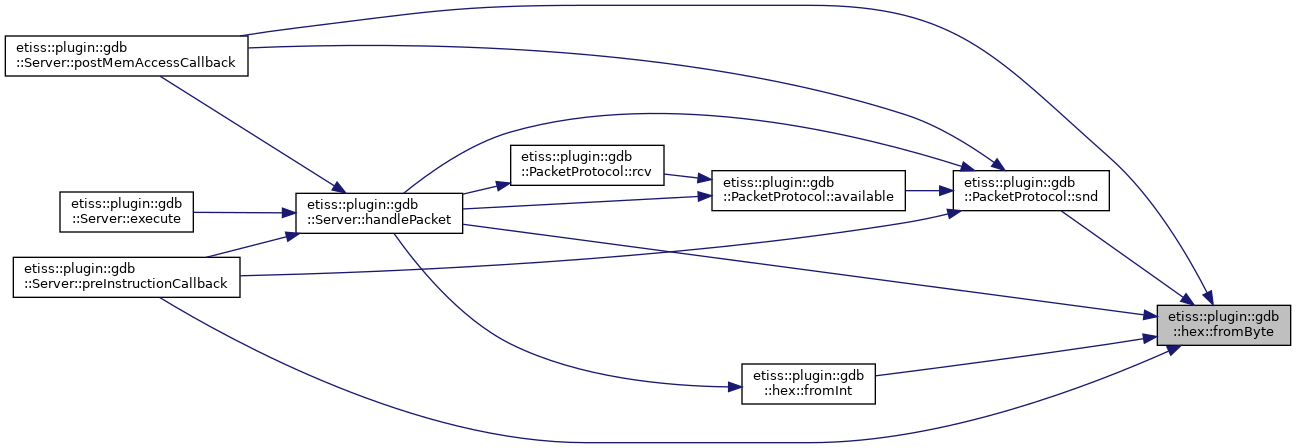 etiss::plugin::gdb
::Server::postMemAccessCallback
etiss::plugin::gdb
::PacketProtocol::rcv
etiss::plugin::gdb
::PacketProtocol::available
etiss::plugin::gdb
::PacketProtocol::snd
etiss::plugin::gdb
::Server::execute
etiss::plugin::gdb
::Server::handlePacket
etiss::plugin::gdb
::Server::preInstructionCallback
etiss::plugin::gdb
::hex::fromByte
etiss::plugin::gdb
::hex::fromInt